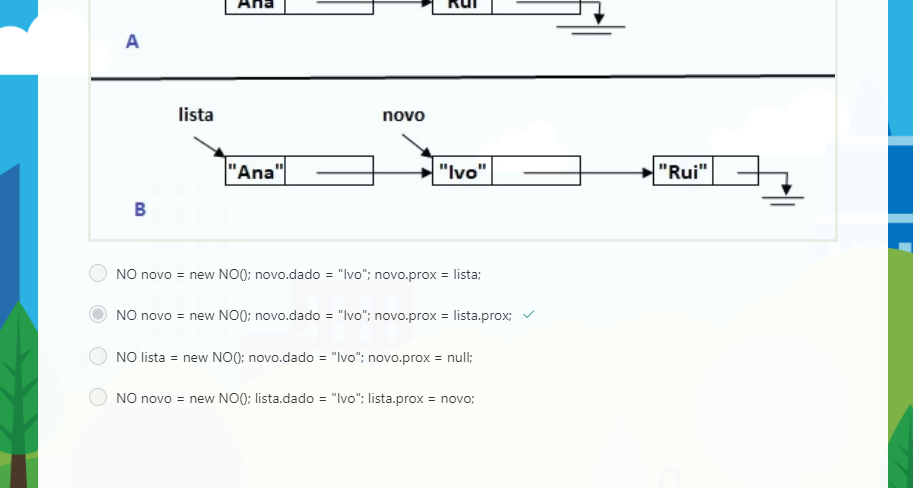 Ana Rui
A
lista novo
"Ana" "Ivo" "Rui"
B
NO novo = new NO(); novo.dado = "Ivo"; novo.prox = lista;
NO novo = new NO(); novo.dado = "Ivo"; novo.prox = lista.prox;
NO lista = new NO(); novo.dado = "Ivo"; novo.prox = null;
NO novo = new NO(); lista.dado = "Ivo"; lista.prox = novo;